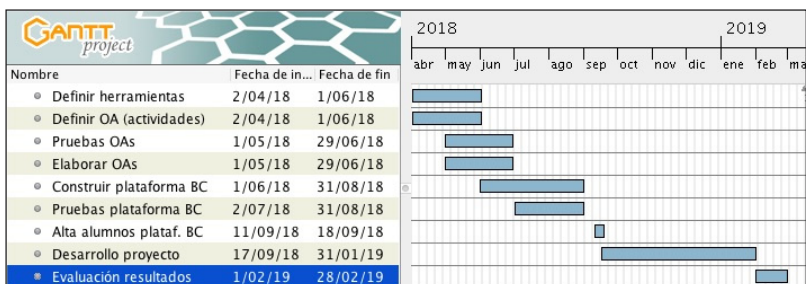 GANTT
project
2018 2019
abr may jun jul ago sep oct nov dic ene feb ma
Nombre Fecha de in... Fecha de fin
Definir herramientas 2/04/18 1/06/18
Definir OA (actividades) 2/04/18 1/06/18
Pruebas OAs 1/05/18 29/06/18
Elaborar OAs 1/05/18 29/06/18
Construir plataforma BC 1/06/18 31/08/18
Pruebas plataforma BC 2/07/18 31/08/18
Alta alumnos plataf. BC 11/09/18 18/09/18
Desarrollo proyecto 17/09/18 31/01/19
Evaluación resultados 1/02/19 28/02/19